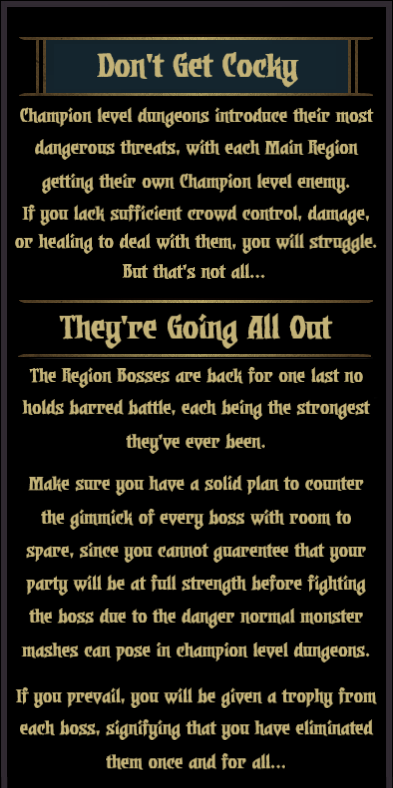 Don't Get Cocky
Champion level dungeons introduce their most
dangerous threats, with each Main Region
getting their own Champion level enemy.
If you lack sufficient crowd control, damage,
or healing to deal with them, you will struggle.
But that's not all...
They're Going All Out
The Region Bosses are back for one last no
holds barred battle, each being the strongest
they've ever been.
Make sure you have a solid plan to counter
the gimmick of every boss with room to
spare, since you cannot guarentee that your
party will be at full strength before fighting
the boss due to the danger normal monster
mashes can pose in champion level dungeons.
If you prevail, you will be given a trophy from
each boss, signifying that you have eliminated
them once and for all...